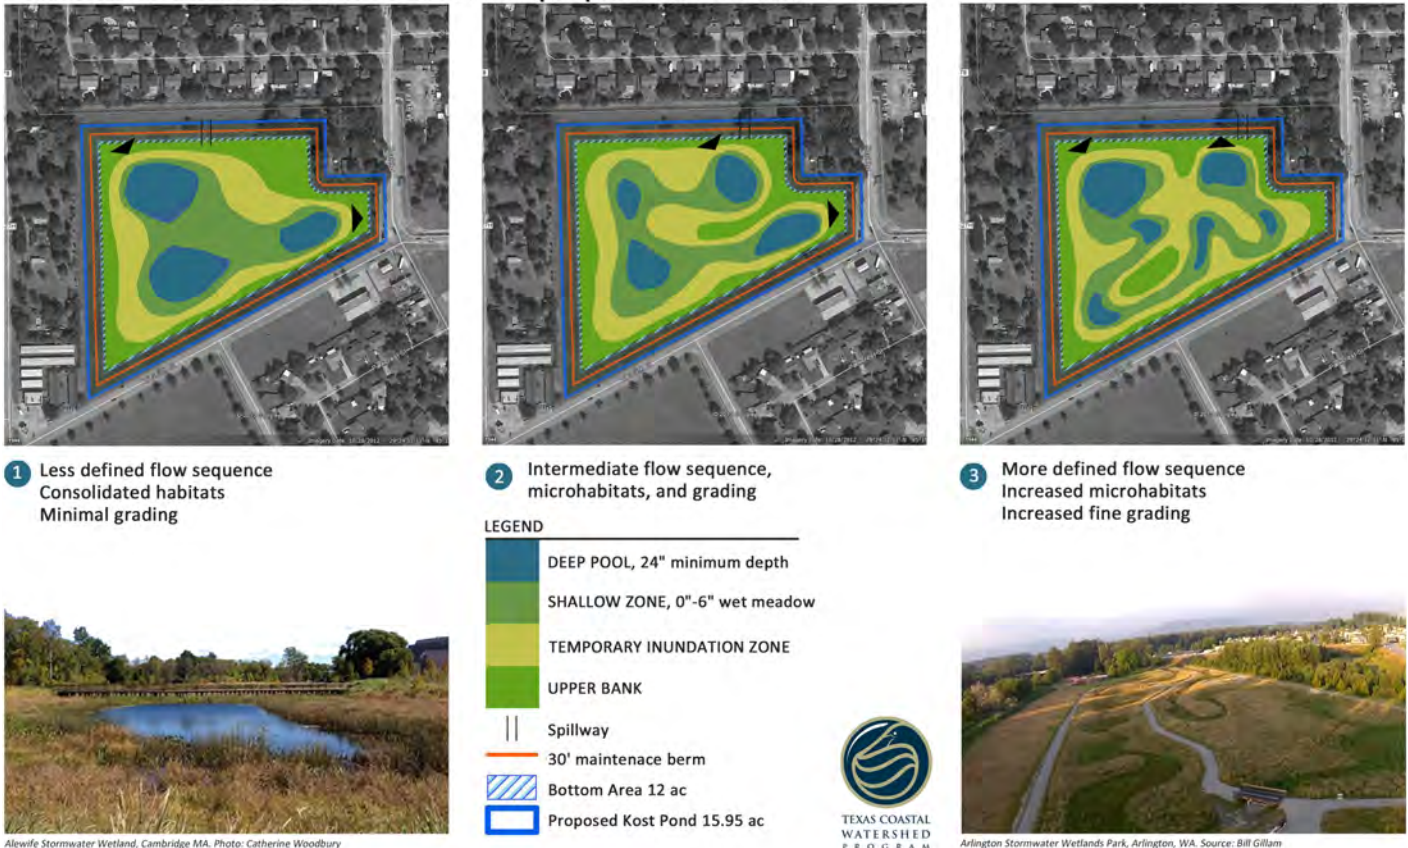 1
Less defined flow sequence
Consolidated habitats
Minimal grading
2
Intermediate flow sequence,
microhabitats, and grading
3
More defined flow sequence
Increased microhabitats
Increased fine grading
LEGEND
DEEP POOL, 24" minimum depth
SHALLOW ZONE, 0"-6" wet meadow
TEMPORARY INUNDATION ZONE
UPPER BANK
Spillway
30' maintenace berm
Bottom Area 12 ac
Proposed Kost Pond 15.95 ac
TEXAS COASTAL
WATERSHED
PROGRAM
Alewife Stormwater Wetland, Cambridge MA. Photo: Catherine Woodbury
Arlington Stormwater Wetlands Park, Arlington, WA. Source: Bill Gillam